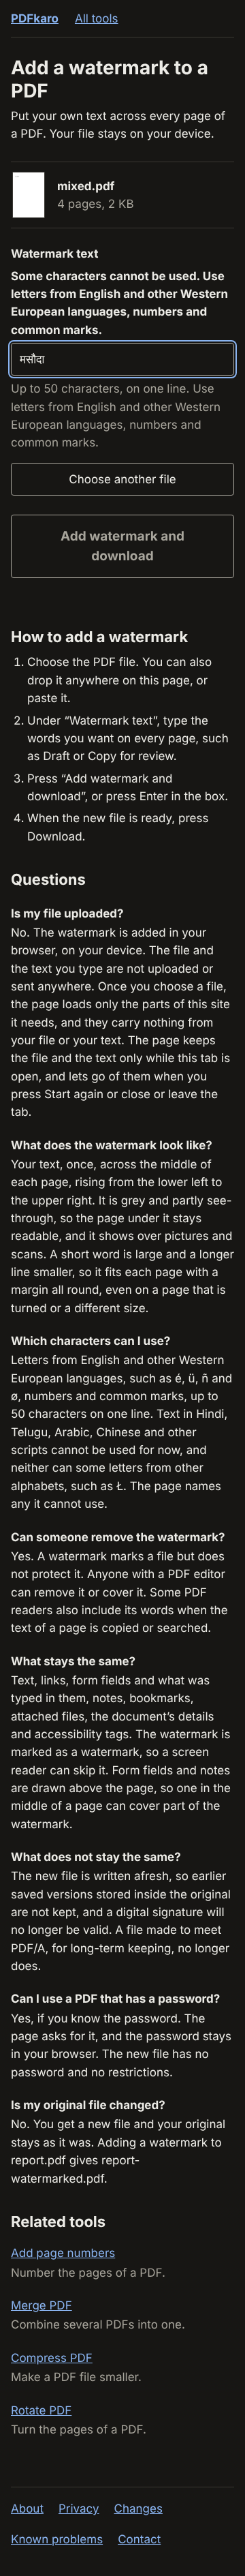 PDFkaro All tools
Add a watermark to a
PDF
Put your own text across every page of
a PDF. Your file stays on your device.
mixed.pdf
4 pages, 2 KB
Watermark text
Some characters cannot be used. Use
letters from English and other Western
European languages, numbers and
common marks.
मसौदा
Up to 50 characters, on one line. Use
letters from English and other Western
European languages, numbers and
common marks.
Choose another file
Add watermark and
download
How to add a watermark
1. Choose the PDF file. You can also
drop it anywhere on this page, or
paste it.
2. Under “Watermark text”, type the
words you want on every page, such
as Draft or Copy for review.
3. Press “Add watermark and
download”, or press Enter in the box.
4. When the new file is ready, press
Download.
Questions
Is my file uploaded?
No. The watermark is added in your
browser, on your device. The file and
the text you type are not uploaded or
sent anywhere. Once you choose a file,
the page loads only the parts of this site
it needs, and they carry nothing from
your file or your text. The page keeps
the file and the text only while this tab is
open, and lets go of them when you
press Start again or close or leave the
tab.
What does the watermark look like?
Your text, once, across the middle of
each page, rising from the lower left to
the upper right. It is grey and partly see-
through, so the page under it stays
readable, and it shows over pictures and
scans. A short word is large and a longer
line smaller, so it fits each page with a
margin all round, even on a page that is
turned or a different size.
Which characters can I use?
Letters from English and other Western
European languages, such as é, ü, ñ and
ø, numbers and common marks, up to
50 characters on one line. Text in Hindi,
Telugu, Arabic, Chinese and other
scripts cannot be used for now, and
neither can some letters from other
alphabets, such as Ł. The page names
any it cannot use.
Can someone remove the watermark?
Yes. A watermark marks a file but does
not protect it. Anyone with a PDF editor
can remove it or cover it. Some PDF
readers also include its words when the
text of a page is copied or searched.
What stays the same?
Text, links, form fields and what was
typed in them, notes, bookmarks,
attached files, the document’s details
and accessibility tags. The watermark is
marked as a watermark, so a screen
reader can skip it. Form fields and notes
are drawn above the page, so one in the
middle of a page can cover part of the
watermark.
What does not stay the same?
The new file is written afresh, so earlier
saved versions stored inside the original
are not kept, and a digital signature will
no longer be valid. A file made to meet
PDF/A, for long-term keeping, no longer
does.
Can I use a PDF that has a password?
Yes, if you know the password. The
page asks for it, and the password stays
in your browser. The new file has no
password and no restrictions.
Is my original file changed?
No. You get a new file and your original
stays as it was. Adding a watermark to
report.pdf gives report-
watermarked.pdf.
Related tools
Add page numbers
Number the pages of a PDF.
Merge PDF
Combine several PDFs into one.
Compress PDF
Make a PDF file smaller.
Rotate PDF
Turn the pages of a PDF.
About Privacy Changes
Known problems Contact